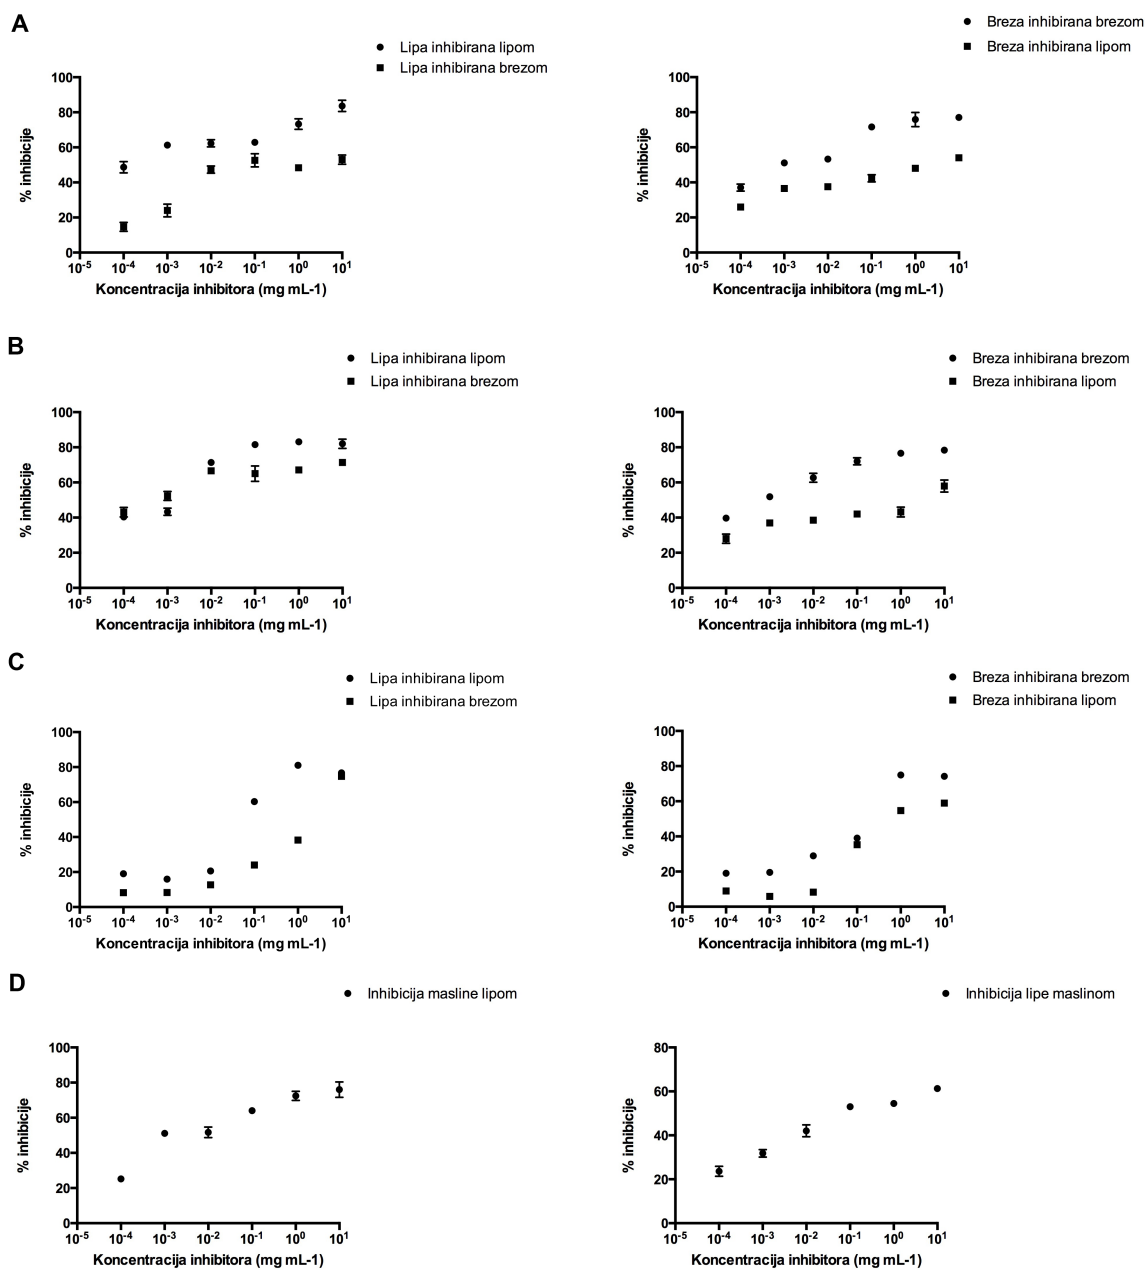 A
Lipa inhibirana lipom
Lipa inhibirana brezom
100
80
60
40
20
0
% inhibicije
10-5 10-4 10-3 10-2 10-1 100 101
Koncentracija inhibitora (mg mL-1)
Breza inhibirana brezom
Breza inhibirana lipom
100
80
60
40
20
0
% inhibicije
10-5 10-4 10-3 10-2 10-1 100 101
Koncentracija inhibitora (mg mL-1)
B
Lipa inhibirana lipom
Lipa inhibirana brezom
100
80
60
40
20
0
% inhibicije
10-5 10-4 10-3 10-2 10-1 100 101
Koncentracija inhibitora (mg mL-1)
Breza inhibirana brezom
Breza inhibirana lipom
100
80
60
40
20
0
% inhibicije
10-5 10-4 10-3 10-2 10-1 100 101
Koncentracija inhibitora (mg mL-1)
C
Lipa inhibirana lipom
Lipa inhibirana brezom
100
80
60
40
20
0
% inhibicije
10-5 10-4 10-3 10-2 10-1 100 101
Koncentracija inhibitora (mg mL-1)
Breza inhibirana brezom
Breza inhibirana lipom
100
80
60
40
20
0
% inhibicije
10-5 10-4 10-3 10-2 10-1 100 101
Koncentracija inhibitora (mg mL-1)
D
Inhibicija masline lipom
100
80
60
40
20
0
% inhibicije
10-5 10-4 10-3 10-2 10-1 100 101
Koncentracija inhibitora (mg mL-1)
Inhibicija lipe maslinom
80
60
40
20
0
% inhibicije
10-5 10-4 10-3 10-2 10-1 100 101
Koncentracija inhibitora (mg mL-1)